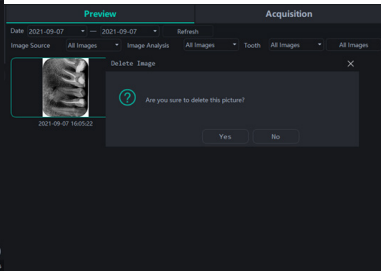 Preview Acquisition
Date 2021-09-07 — 2021-09-07 Refresh
Image Source All Images Image Analysis All Images Tooth All Images All Images
Delete Image
Are you sure to delete this picture?
Yes No
2021-09-07 16:05:22